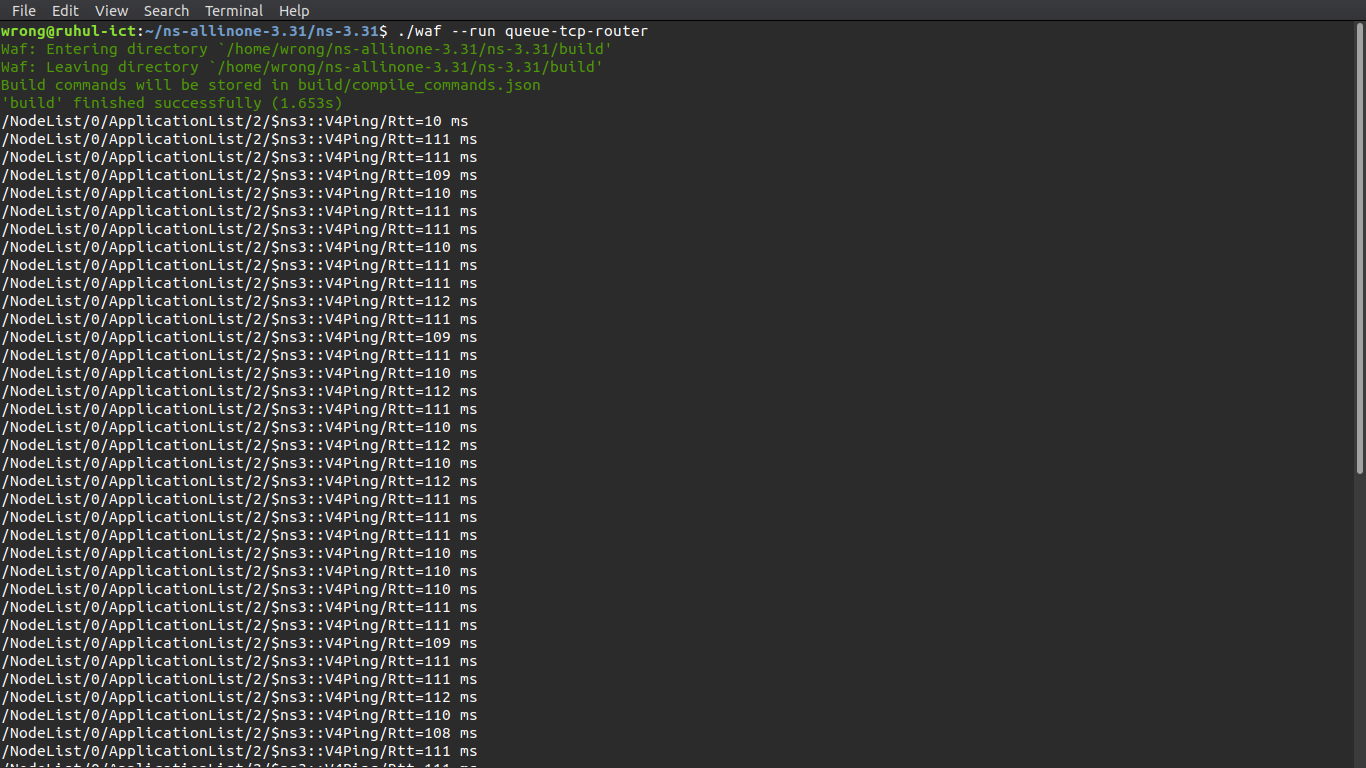 File Edit View Search Terminal Help
wrong@ruhul-ict:~/ns-allinone-3.31/ns-3.31$ ./waf --run queue-tcp-router
Waf: Entering directory `/home/wrong/ns-allinone-3.31/ns-3.31/build'
Waf: Leaving directory `/home/wrong/ns-allinone-3.31/ns-3.31/build'
Build commands will be stored in build/compile_commands.json
'build' finished successfully (1.653s)
/NodeList/0/ApplicationList/2/$ns3::V4Ping/Rtt=10 ms
/NodeList/0/ApplicationList/2/$ns3::V4Ping/Rtt=111 ms
/NodeList/0/ApplicationList/2/$ns3::V4Ping/Rtt=111 ms
/NodeList/0/ApplicationList/2/$ns3::V4Ping/Rtt=109 ms
/NodeList/0/ApplicationList/2/$ns3::V4Ping/Rtt=110 ms
/NodeList/0/ApplicationList/2/$ns3::V4Ping/Rtt=111 ms
/NodeList/0/ApplicationList/2/$ns3::V4Ping/Rtt=111 ms
/NodeList/0/ApplicationList/2/$ns3::V4Ping/Rtt=110 ms
/NodeList/0/ApplicationList/2/$ns3::V4Ping/Rtt=111 ms
/NodeList/0/ApplicationList/2/$ns3::V4Ping/Rtt=111 ms
/NodeList/0/ApplicationList/2/$ns3::V4Ping/Rtt=112 ms
/NodeList/0/ApplicationList/2/$ns3::V4Ping/Rtt=111 ms
/NodeList/0/ApplicationList/2/$ns3::V4Ping/Rtt=109 ms
/NodeList/0/ApplicationList/2/$ns3::V4Ping/Rtt=111 ms
/NodeList/0/ApplicationList/2/$ns3::V4Ping/Rtt=110 ms
/NodeList/0/ApplicationList/2/$ns3::V4Ping/Rtt=112 ms
/NodeList/0/ApplicationList/2/$ns3::V4Ping/Rtt=111 ms
/NodeList/0/ApplicationList/2/$ns3::V4Ping/Rtt=110 ms
/NodeList/0/ApplicationList/2/$ns3::V4Ping/Rtt=112 ms
/NodeList/0/ApplicationList/2/$ns3::V4Ping/Rtt=110 ms
/NodeList/0/ApplicationList/2/$ns3::V4Ping/Rtt=112 ms
/NodeList/0/ApplicationList/2/$ns3::V4Ping/Rtt=111 ms
/NodeList/0/ApplicationList/2/$ns3::V4Ping/Rtt=111 ms
/NodeList/0/ApplicationList/2/$ns3::V4Ping/Rtt=111 ms
/NodeList/0/ApplicationList/2/$ns3::V4Ping/Rtt=110 ms
/NodeList/0/ApplicationList/2/$ns3::V4Ping/Rtt=110 ms
/NodeList/0/ApplicationList/2/$ns3::V4Ping/Rtt=110 ms
/NodeList/0/ApplicationList/2/$ns3::V4Ping/Rtt=111 ms
/NodeList/0/ApplicationList/2/$ns3::V4Ping/Rtt=111 ms
/NodeList/0/ApplicationList/2/$ns3::V4Ping/Rtt=109 ms
/NodeList/0/ApplicationList/2/$ns3::V4Ping/Rtt=111 ms
/NodeList/0/ApplicationList/2/$ns3::V4Ping/Rtt=111 ms
/NodeList/0/ApplicationList/2/$ns3::V4Ping/Rtt=112 ms
/NodeList/0/ApplicationList/2/$ns3::V4Ping/Rtt=110 ms
/NodeList/0/ApplicationList/2/$ns3::V4Ping/Rtt=108 ms
/NodeList/0/ApplicationList/2/$ns3::V4Ping/Rtt=111 ms